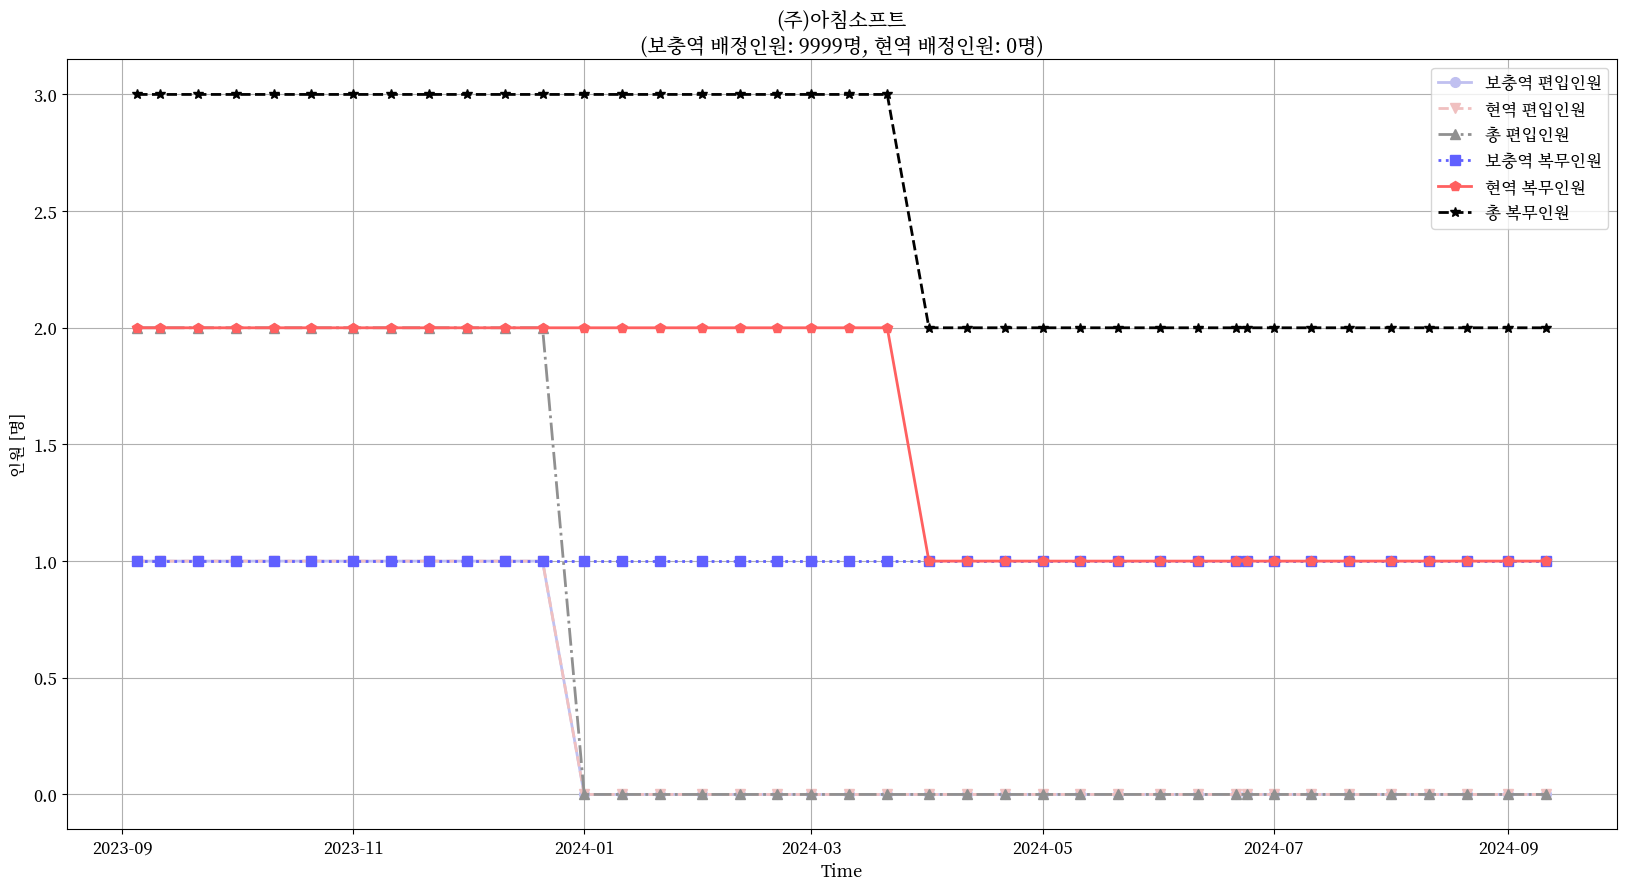 (주)아침소프트
(보충역 배정인원: 9999명, 현역 배정인원: 0명)
보충역 편입인원
현역 편입인원
총 편입인원
보충역 복무인원
현역 복무인원
총 복무인원
3.0
2.5
2.0
1.5
1.0
0.5
0.0
인원 [명]
2023-09
2023-11
2024-01
2024-03
2024-05
2024-07
2024-09
Time